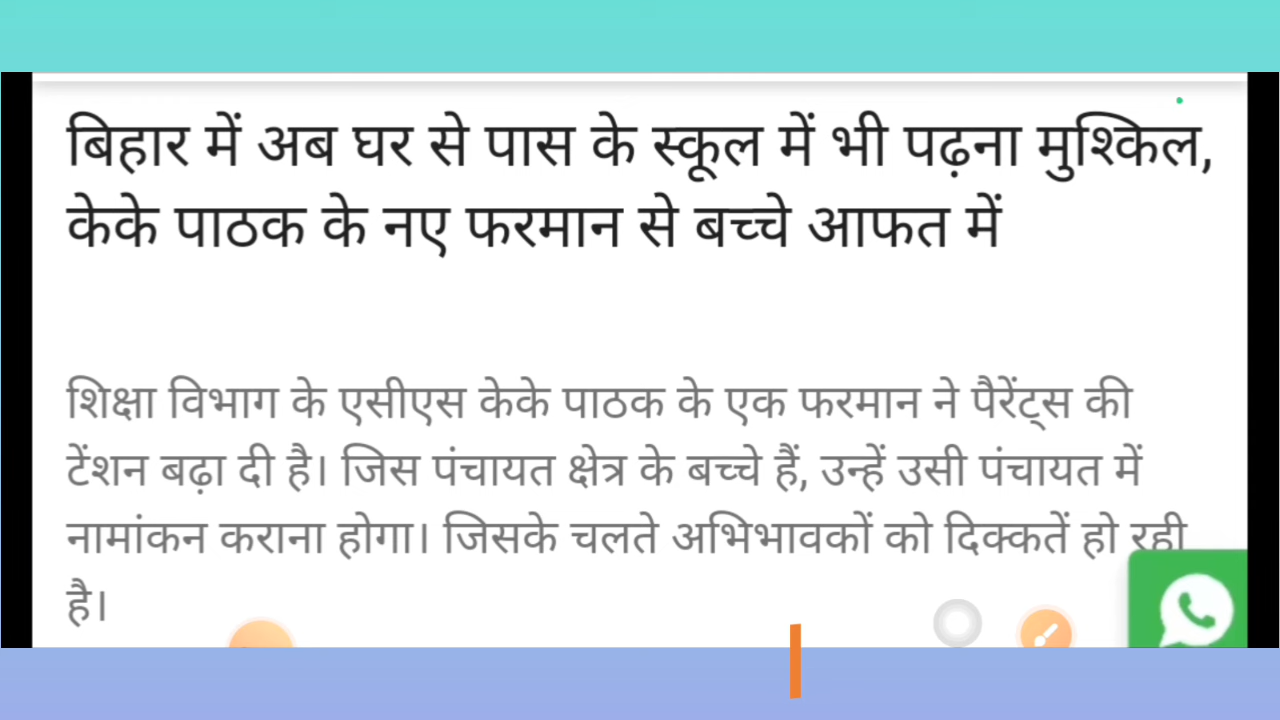 बिहार में अब घर से पास के स्कूल में भी पढ़ना मुश्किल,
केके पाठक के नए फरमान से बच्चे आफत में
शिक्षा विभाग के एसीएस केके पाठक के एक फरमान ने पैरेंट्स की
टेंशन बढ़ा दी है। जिस पंचायत क्षेत्र के बच्चे हैं, उन्हें उसी पंचायत में
नामांकन कराना होगा। जिसके चलते अभिभावकों को दिक्कतें हो रही
है।